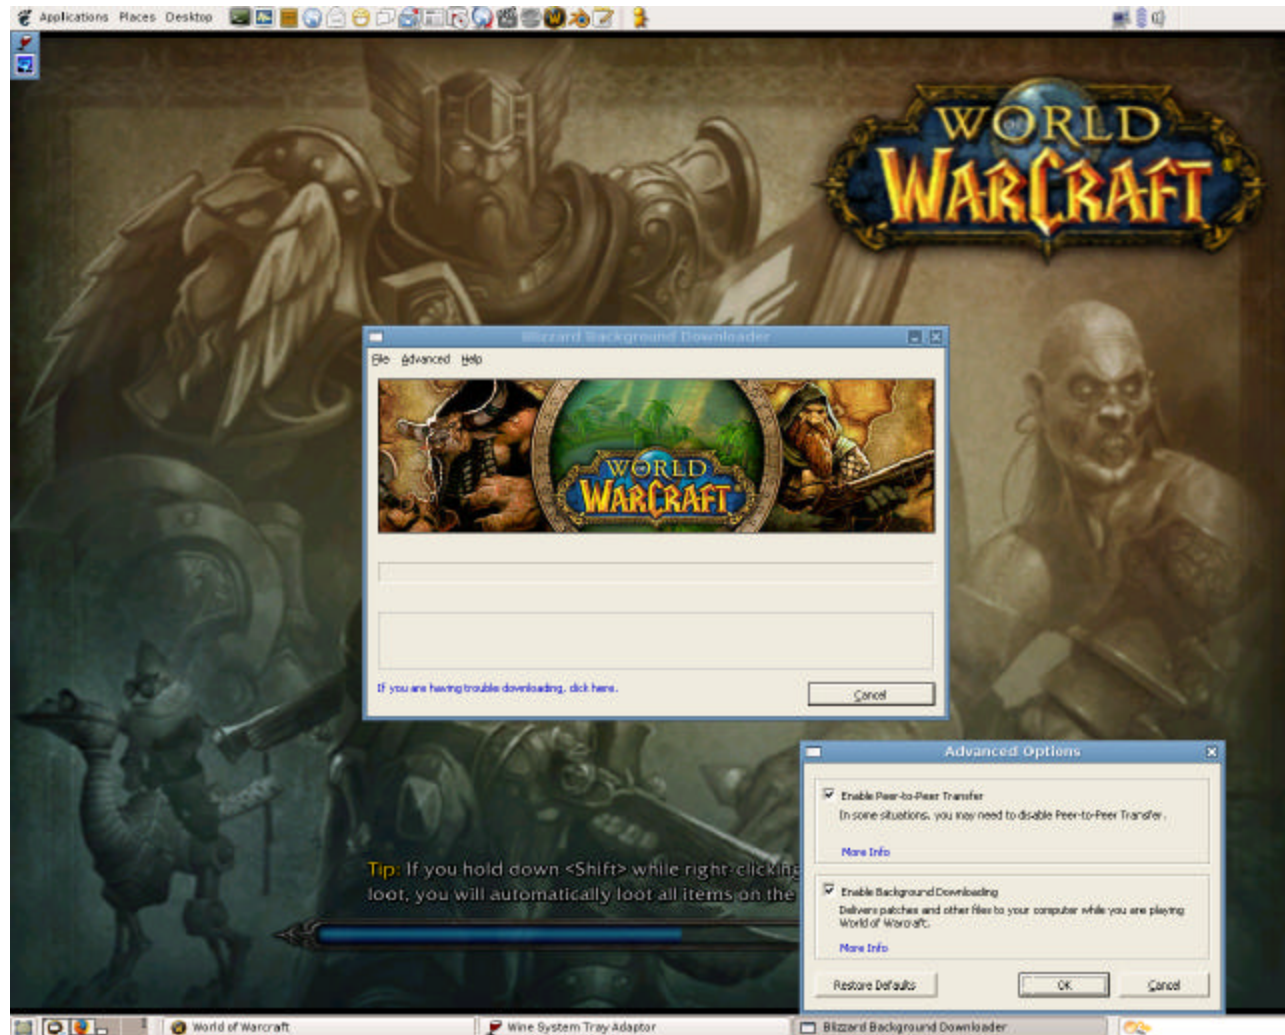 Applications Places Desktop
WORLD
OF
WARCRAFT
Blizzard Background Downloader
File Advanced Help
WORLD
WARCRAFT
If you are having trouble downloading, click here.
Cancel
Advanced Options
Enable Peer-to-Peer Transfer
In some situations, you may need to disable Peer-to-Peer Transfer.
More Info
Enable Background Downloading
Delivers patches and other files to your computer while you are playing
World of Warcraft.
More Info
Restore Defaults OK Cancel
Tip: If you hold down <Shift> while right-clicking
loot, you will automatically loot all items on the
World of Warcraft Wine System Tray Adaptor Blizzard Background Downloader